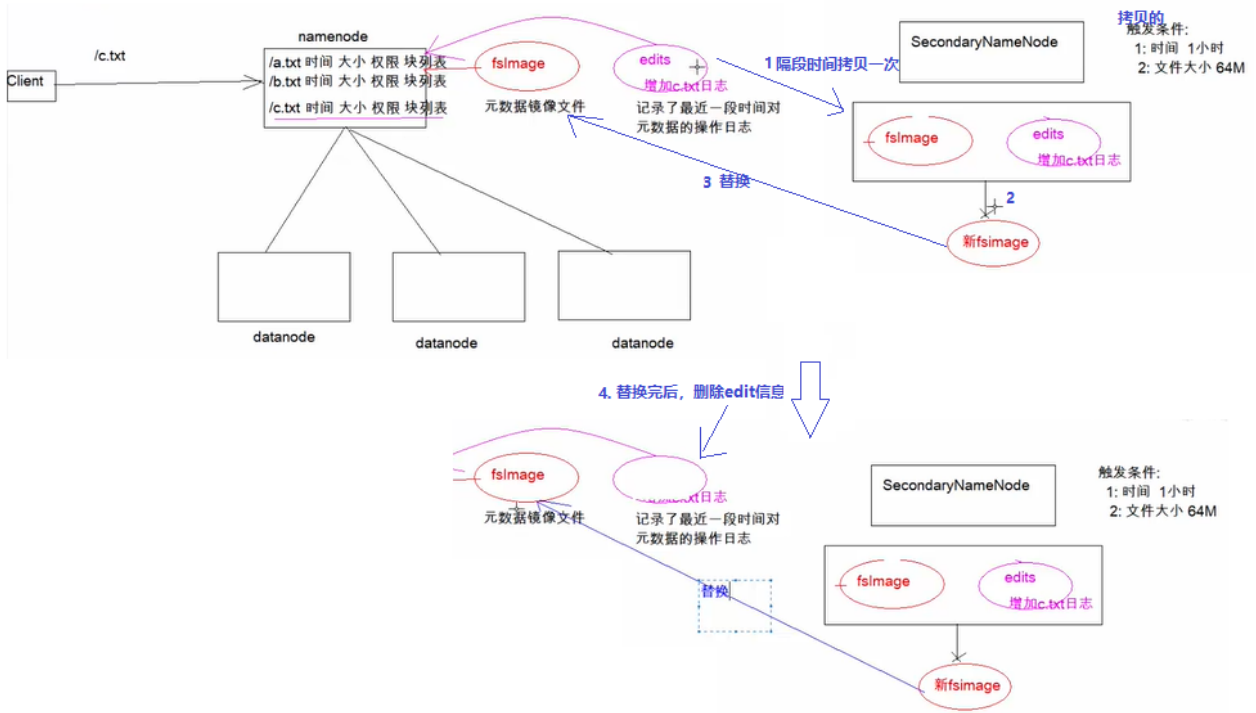 namenode
/c.txt
Client
/a.txt 时间 大小 权限 块列表
/b.txt 时间 大小 权限 块列表
/c.txt 时间 大小 权限 块列表
fsImage
元数据镜像文件
edits
增加c.txt日志
记录了最近一段时间对
元数据的操作日志
1 隔段时间拷贝一次
SecondaryNameNode
拷贝的
触发条件:
1: 时间 1小时
2: 文件大小 64M
fsImage
edits
增加c.txt日志
2
新fsimage
3 替换
datanode
datanode
datanode
4. 替换完后，删除edit信息
fsImage
元数据镜像文件
增加c.txt日志
记录了最近一段时间对
元数据的操作日志
SecondaryNameNode
触发条件:
1: 时间 1小时
2: 文件大小 64M
fsImage
edits
增加c.txt日志
替换
新fsimage